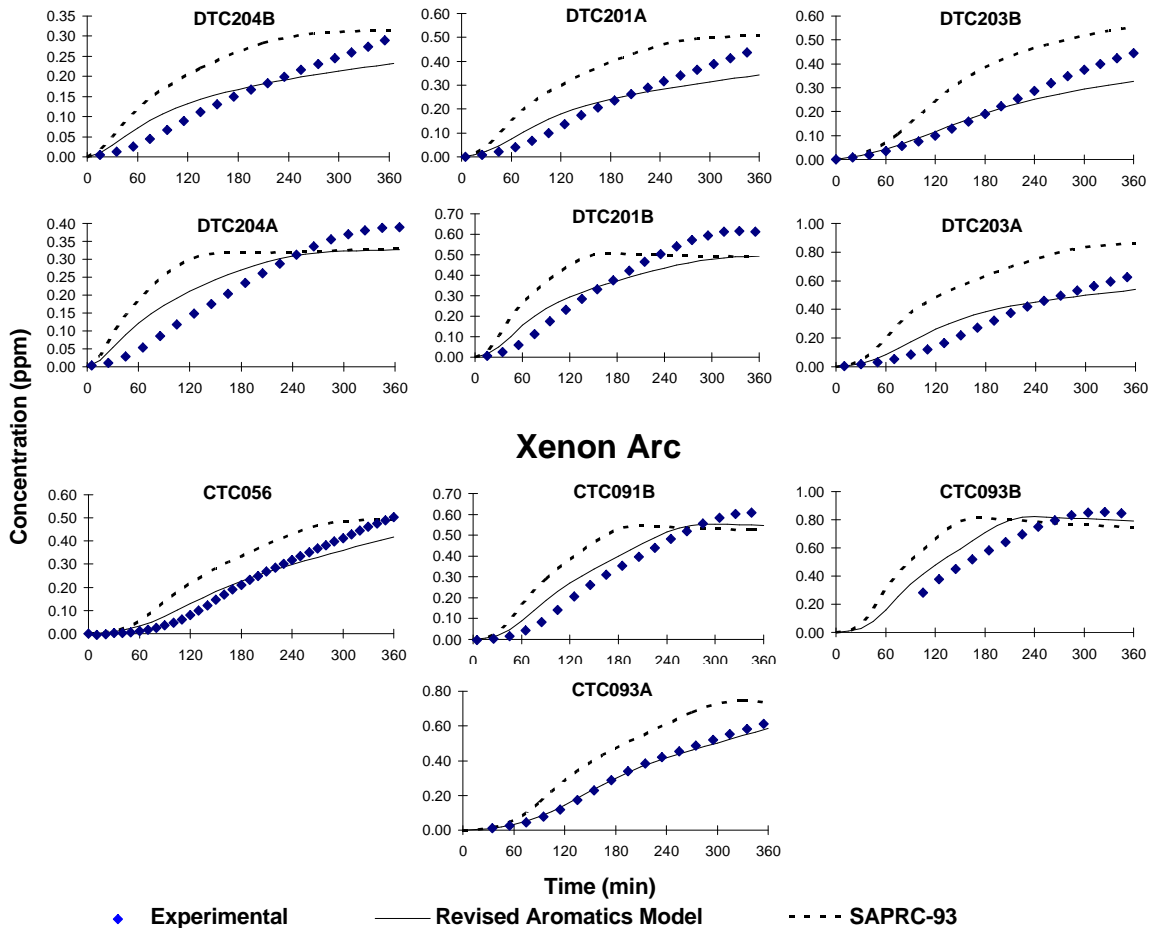 DTC204B
0.35
0.30
0.25
0.20
0.15
0.10
0.05
0.00
0 60 120 180 240 300 360
DTC201A
0.60
0.50
0.40
0.30
0.20
0.10
0.00
0 60 120 180 240 300 360
DTC203B
0.60
0.50
0.40
0.30
0.20
0.10
0.00
0 60 120 180 240 300 360
DTC204A
0.40
0.35
0.30
0.25
0.20
0.15
0.10
0.05
0.00
0 60 120 180 240 300 360
DTC201B
0.70
0.60
0.50
0.40
0.30
0.20
0.10
0.00
0 60 120 180 240 300 360
DTC203A
1.00
0.80
0.60
0.40
0.20
0.00
0 60 120 180 240 300 360
Concentration (ppm)
Xenon Arc
CTC056
0.60
0.50
0.40
0.30
0.20
0.10
0.00
0 60 120 180 240 300 360
CTC091B
0.70
0.60
0.50
0.40
0.30
0.20
0.10
0.00
0 60 120 180 240 300 360
CTC093B
1.00
0.80
0.60
0.40
0.20
0.00
0 60 120 180 240 300 360
CTC093A
0.80
0.60
0.40
0.20
0.00
0 60 120 180 240 300 360
Time (min)
Experimental Revised Aromatics Model SAPRC-93